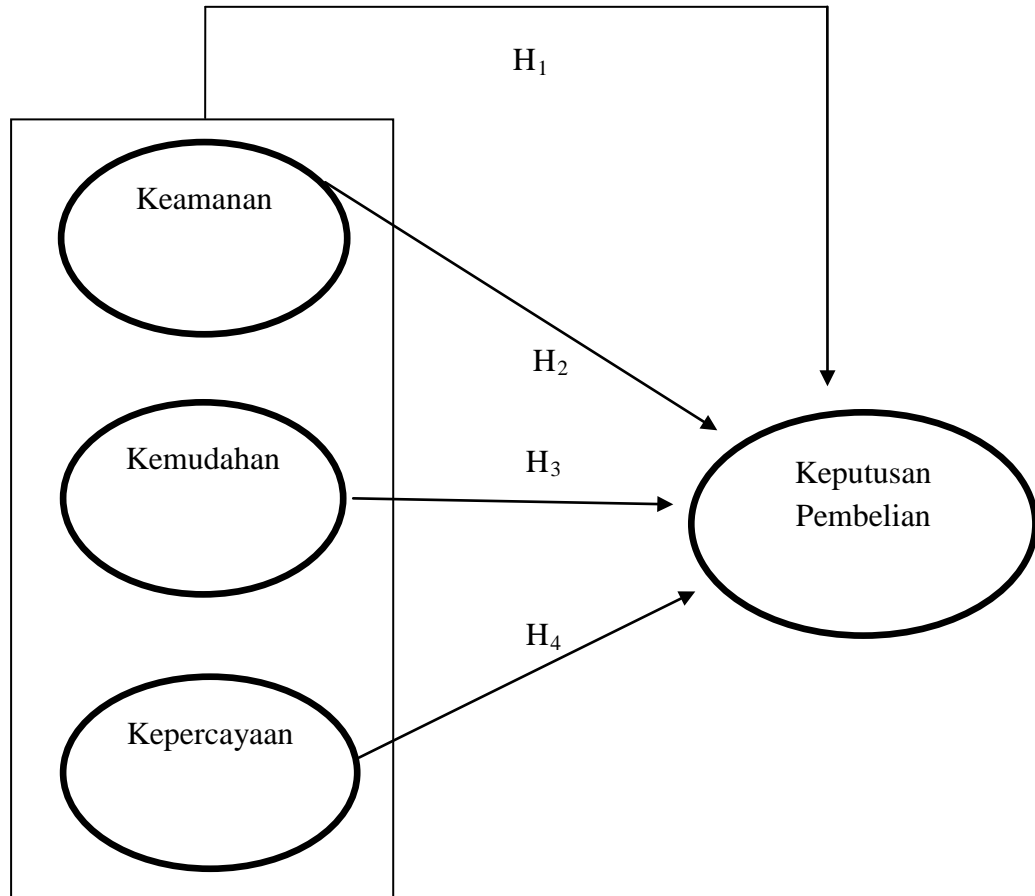 H₁
Keamanan
H₂
Kemudahan
H₃
Keputusan
Pembelian
H₄
Kepercayaan